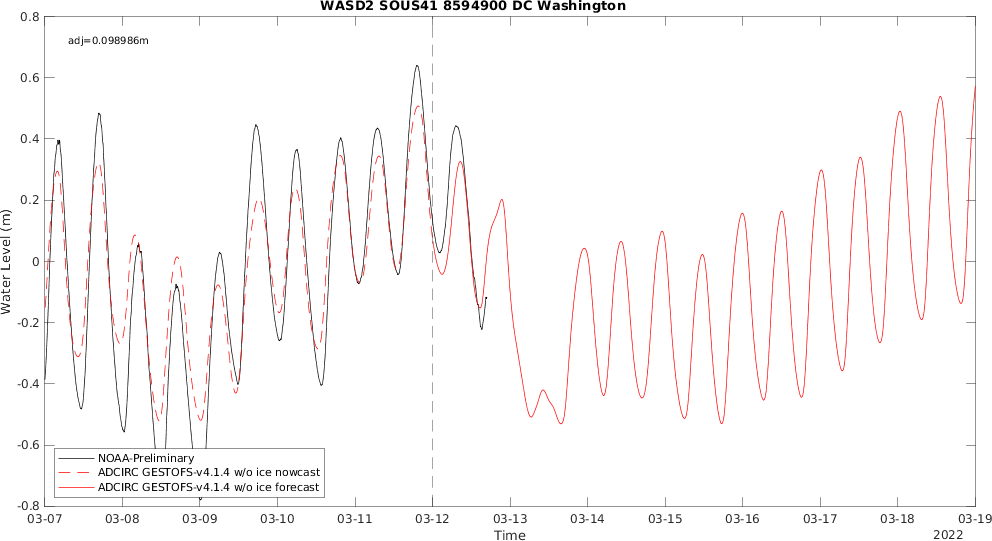 WASD2 SOUS41 8594900 DC Washington
adj=0.098986m
0.8
0.6
0.4
0.2
0
-0.2
-0.4
-0.6
-0.8
Water Level (m)
NOAA-Preliminary
ADCIRC GESTOFS-v4.1.4 w/o ice nowcast
ADCIRC GESTOFS-v4.1.4 w/o ice forecast
03-07 03-08 03-09 03-10 03-11 03-12 03-13 03-14 03-15 03-16 03-17 03-18 03-19
Time
2022